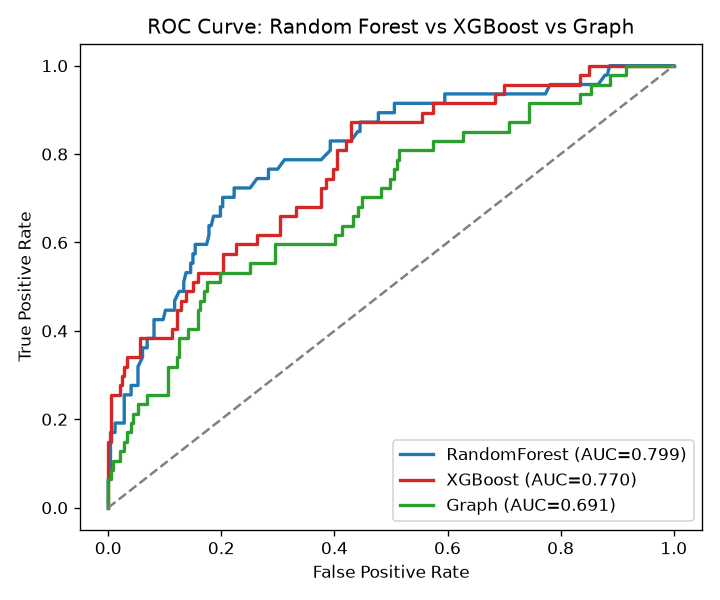 ROC Curve: Random Forest vs XGBoost vs Graph
True Positive Rate
1.0
0.8
0.6
0.4
0.2
0.0
RandomForest (AUC=0.799)
XGBoost (AUC=0.770)
Graph (AUC=0.691)
0.0 0.2 0.4 0.6 0.8 1.0
False Positive Rate